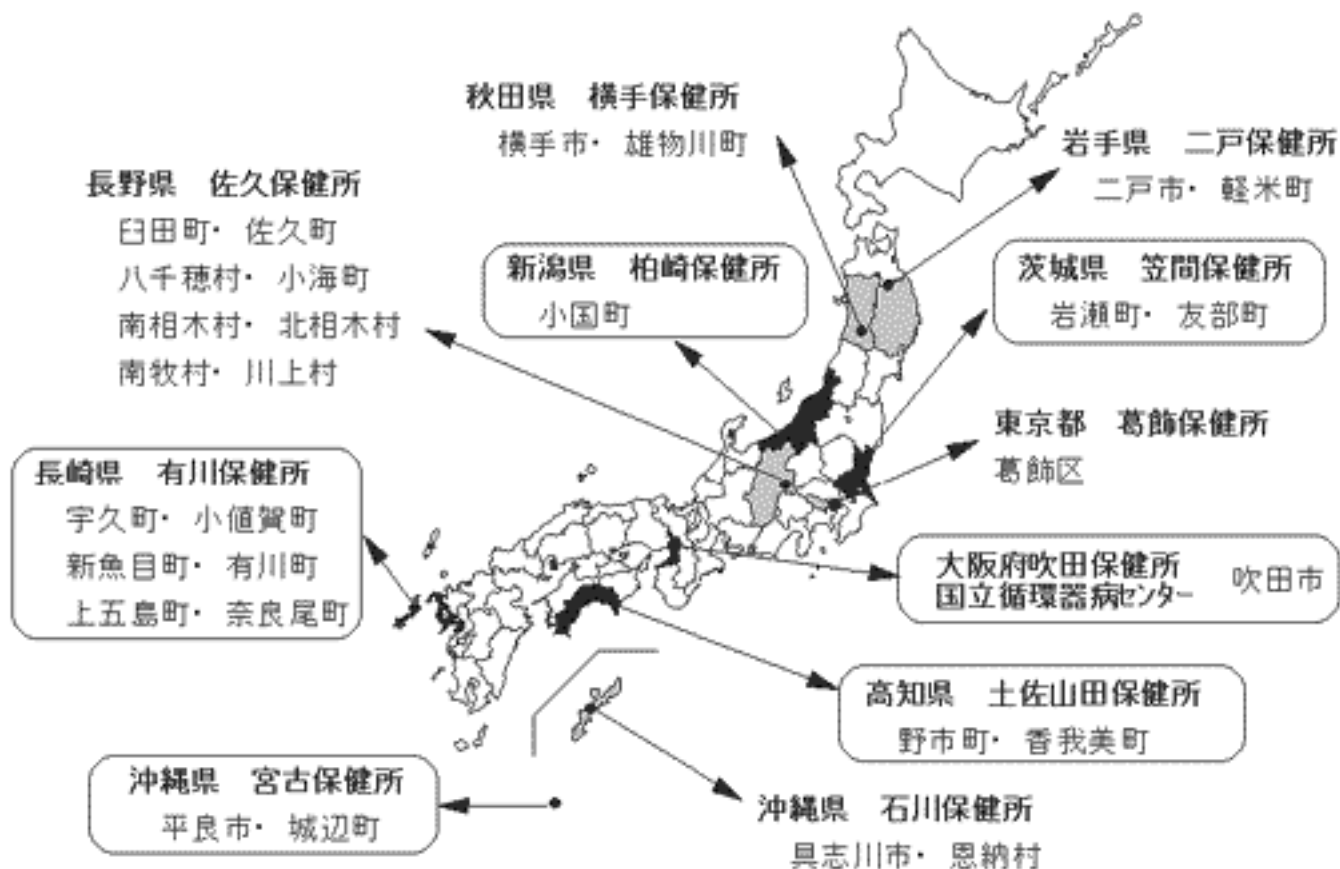 秋田県　横手保健所
横手市・ 雄物川町
岩手県　二戸保健所
二戸市・ 軽米町
長野県　佐久保健所
臼田町・ 佐久町
八千穂村・ 小海町
南相木村・ 北相木村
南牧村・ 川上村
新潟県　柏崎保健所
小国町
茨城県　笠間保健所
岩瀬町・ 友部町
東京都　葛飾保健所
葛飾区
長崎県　有川保健所
宇久町・ 小値賀町
新魚目町・ 有川町
上五島町・ 奈良尾町
大阪府吹田保健所
国立循環器病センター
吹田市
高知県　土佐山田保健所
野市町・ 香我美町
沖縄県　宮古保健所
平良市・ 城辺町
沖縄県　石川保健所
具志川市・ 恩納村